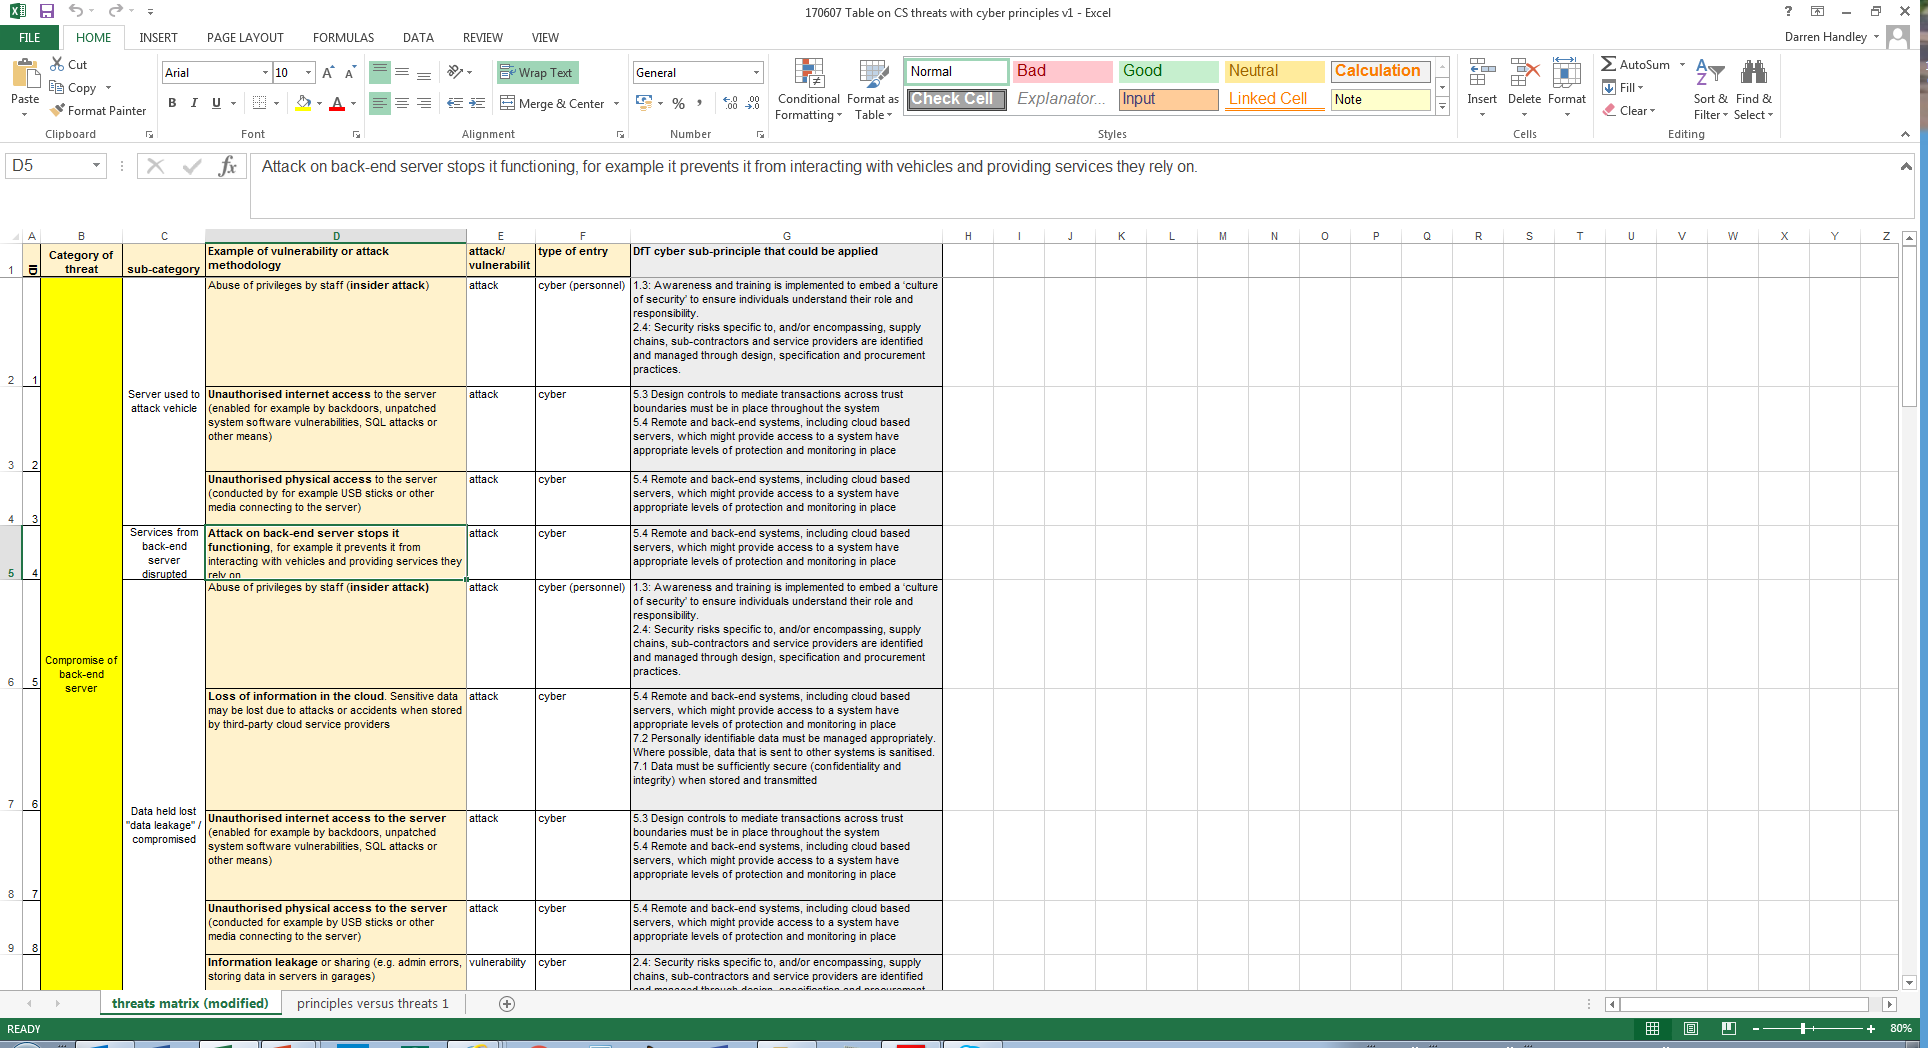 170607 Table on CS threats with cyber principles v1 - Excel
?
FILE
HOME
INSERT
PAGE LAYOUT
FORMULAS
DATA
REVIEW
VIEW
Darren Handley
Paste
Cut
Copy
Format Painter
Clipboard
Arial
10
B I U
Font
Wrap Text
Merge & Center
Alignment
General
Number
Conditional Formatting
Format as Table
Normal
Bad
Good
Neutral
Calculation
Check Cell
Explanator...
Input
Linked Cell
Note
Styles
Insert
Delete
Format
Cells
AutoSum
Fill
Clear
Sort & Filter
Find & Select
Editing
D5
fx
Attack on back-end server stops it functioning, for example it prevents it from interacting with vehicles and providing services they rely on.
A B C D E F G H I J K L M N O P Q R S T U V W X Y Z
1
ID
Category of
threat
sub-category
Example of vulnerability or attack
methodology
attack/
vulnerabilit
type of entry
DfT cyber sub-principle that could be applied
Compromise of
back-end
server
Server used to
attack vehicle
2
1
Abuse of privileges by staff (insider attack)
attack
cyber (personnel)
1.3: Awareness and training is implemented to embed a 'culture
of security' to ensure individuals understand their role and
responsibility.
2.4: Security risks specific to, and/or encompassing, supply
chains, sub-contractors and service providers are identified
and managed through design, specification and procurement
practices.
3
2
Unauthorised internet access to the server
(enabled for example by backdoors, unpatched
system software vulnerabilities, SQL attacks or
other means)
attack
cyber
5.3 Design controls to mediate transactions across trust
boundaries must be in place throughout the system
5.4 Remote and back-end systems, including cloud based
servers, which might provide access to a system have
appropriate levels of protection and monitoring in place
4
3
Unauthorised physical access to the server
(conducted by for example USB sticks or other
media connecting to the server)
attack
cyber
5.4 Remote and back-end systems, including cloud based
servers, which might provide access to a system have
appropriate levels of protection and monitoring in place
5
4
Services from
back-end
server
disrupted
Attack on back-end server stops it
functioning, for example it prevents it from
interacting with vehicles and providing services they
rely on
attack
cyber
5.4 Remote and back-end systems, including cloud based
servers, which might provide access to a system have
appropriate levels of protection and monitoring in place
Data held lost
"data leakage" /
compromised
6
5
Abuse of privileges by staff (insider attack)
attack
cyber (personnel)
1.3: Awareness and training is implemented to embed a 'culture
of security' to ensure individuals understand their role and
responsibility.
2.4: Security risks specific to, and/or encompassing, supply
chains, sub-contractors and service providers are identified
and managed through design, specification and procurement
practices.
7
6
Loss of information in the cloud. Sensitive data
may be lost due to attacks or accidents when stored
by third-party cloud service providers
attack
cyber
5.4 Remote and back-end systems, including cloud based
servers, which might provide access to a system have
appropriate levels of protection and monitoring in place
7.2 Personally identifiable data must be managed appropriately.
Where possible, data that is sent to other systems is sanitised.
7.1 Data must be sufficiently secure (confidentiality and
integrity) when stored and transmitted
8
7
Unauthorised internet access to the server
(enabled for example by backdoors, unpatched
system software vulnerabilities, SQL attacks or
other means)
attack
cyber
5.3 Design controls to mediate transactions across trust
boundaries must be in place throughout the system
5.4 Remote and back-end systems, including cloud based
servers, which might provide access to a system have
appropriate levels of protection and monitoring in place
9
8
Unauthorised physical access to the server
(conducted for example by USB sticks or other
media connecting to the server)
attack
cyber
5.4 Remote and back-end systems, including cloud based
servers, which might provide access to a system have
appropriate levels of protection and monitoring in place
Information leakage or sharing (e.g. admin errors,
storing data in servers in garages)
vulnerability
cyber
2.4: Security risks specific to, and/or encompassing, supply
chains, sub-contractors and service providers are identified
and managed through design, specification and procurement
threats matrix (modified)
principles versus threats 1
READY
80%